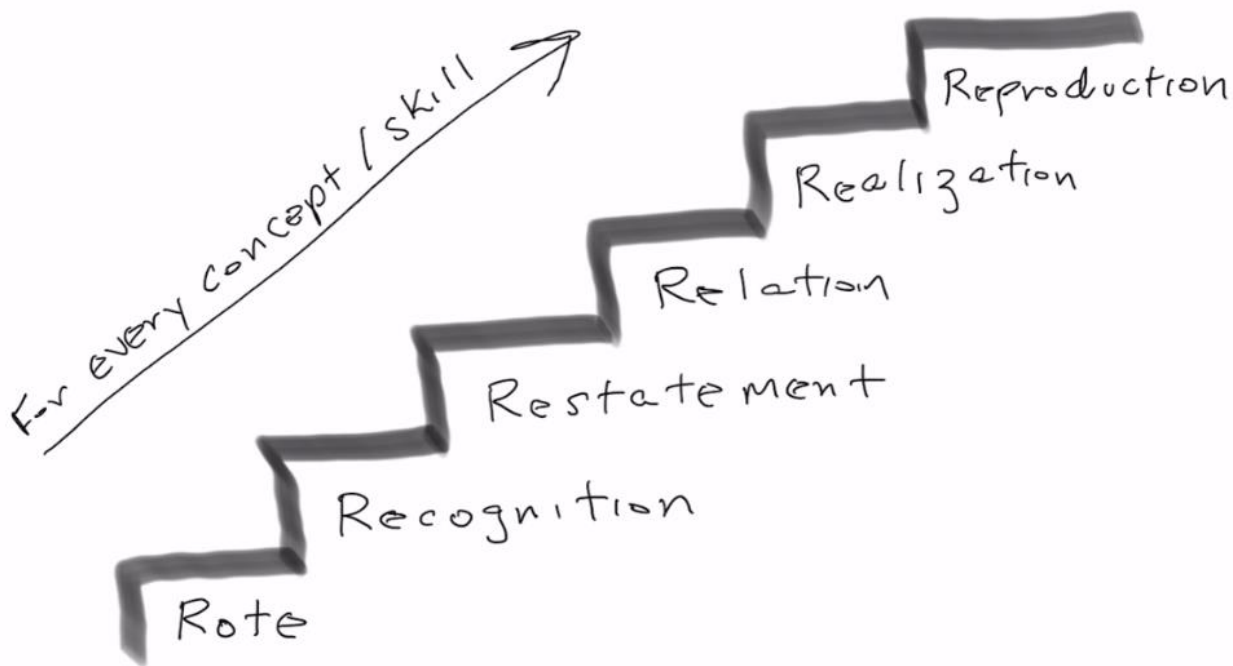 For every concept / skill
Reproduction
Realization
Relation
Restatement
Recognition
Rote